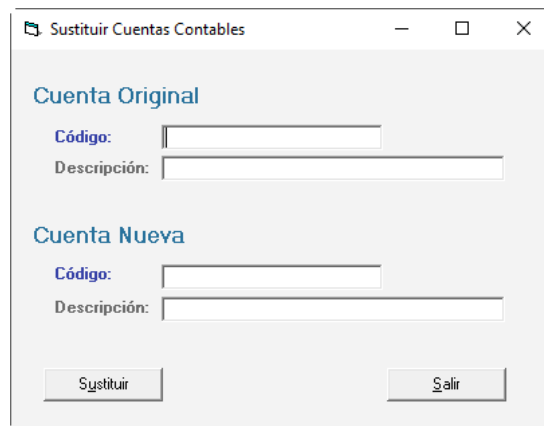 Sustituir Cuentas Contables
Cuenta Original
Código:
Descripción:
Cuenta Nueva
Código:
Descripción:
Sustituir Salir